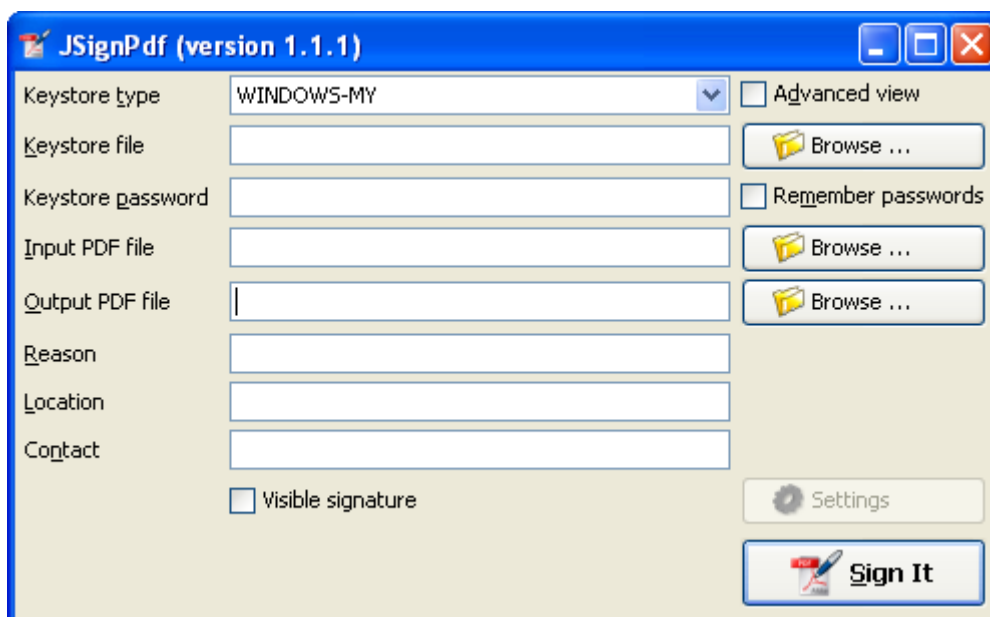 JSignPdf (version 1.1.1)
Keystore type WINDOWS-MY Advanced view
Keystore file Browse ...
Keystore password Remember passwords
Input PDF file Browse ...
Output PDF file Browse ...
Reason
Location
Contact
Visible signature Settings
PDF Sign It